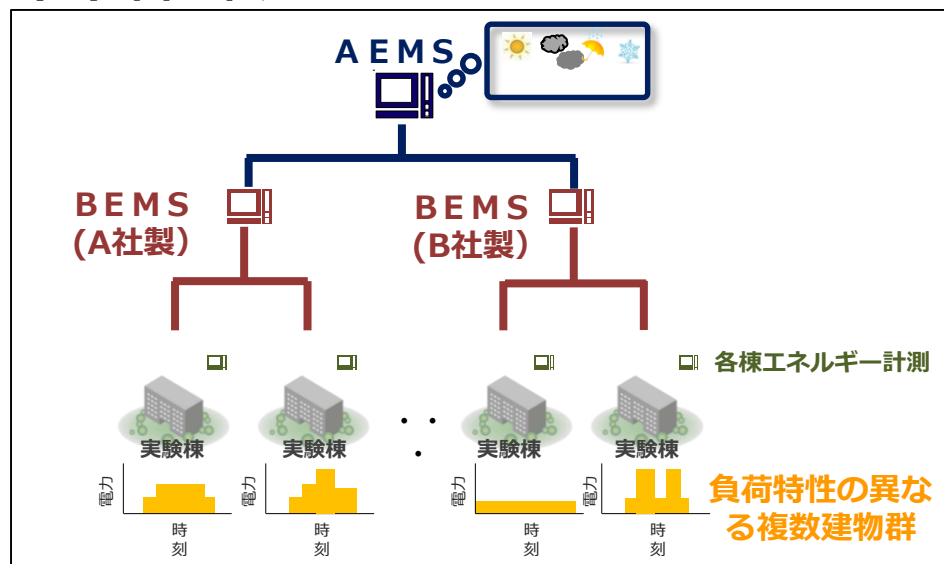 ＡＥＭＳ
ＢＥＭＳ
(A社製）
ＢＥＭＳ
(B社製）
各棟エネルギー計測
実験棟
実験棟
・・・
実験棟
実験棟
電力
時刻
電力
時刻
電力
時刻
電力
時刻
負荷特性の異な
る複数建物群